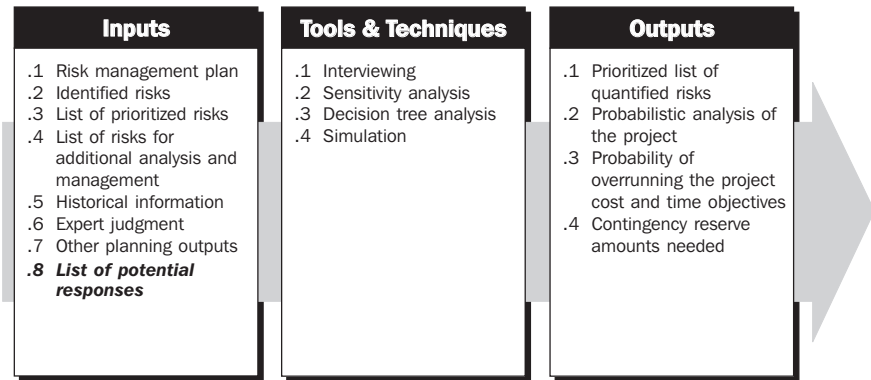 Inputs
.1 Risk management plan
.2 Identified risks
.3 List of prioritized risks
.4 List of risks for
additional analysis and
management
.5 Historical information
.6 Expert judgment
.7 Other planning outputs
.8 List of potential
responses
Tools & Techniques
.1 Interviewing
.2 Sensitivity analysis
.3 Decision tree analysis
.4 Simulation
Outputs
.1 Prioritized list of
quantified risks
.2 Probabilistic analysis of
the project
.3 Probability of
overrunning the project
cost and time objectives
.4 Contingency reserve
amounts needed